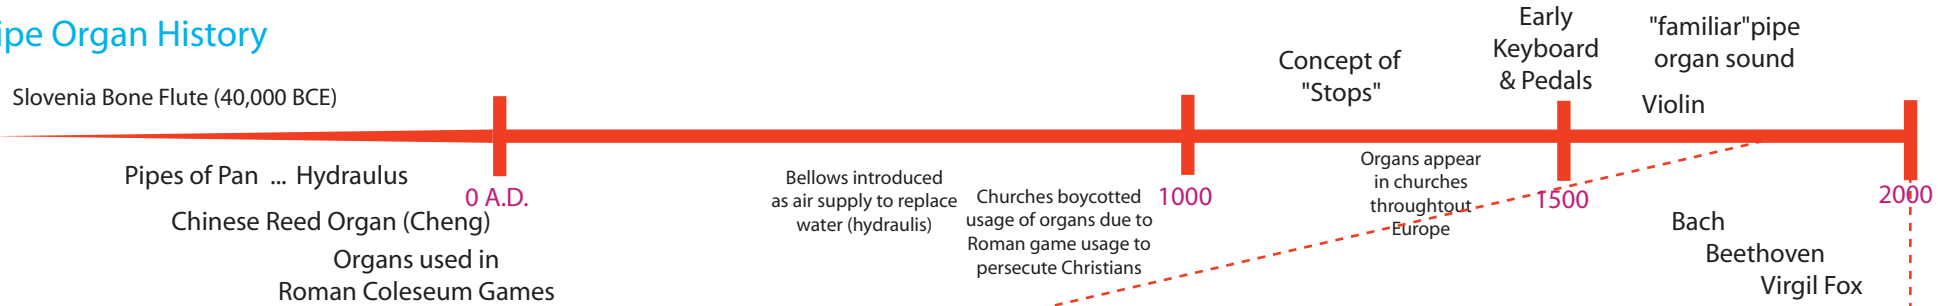 ipe Organ History
Slovenia Bone Flute (40,000 BCE)
Concept of
"Stops"
Early
Keyboard
& Pedals
"familiar"pipe
organ sound
Violin
Pipes of Pan ... Hydraulus
0 A.D.
Chinese Reed Organ (Cheng)
Organs used in
Roman Coleseum Games
Bellows introduced
as air supply to replace
water (hydraulis)
Churches boycotted
usage of organs due to
Roman game usage to
persecute Christians
1000
Organs appear
in churches
throughtout
Europe
1500
2000
Bach
Beethoven
Virgil Fox